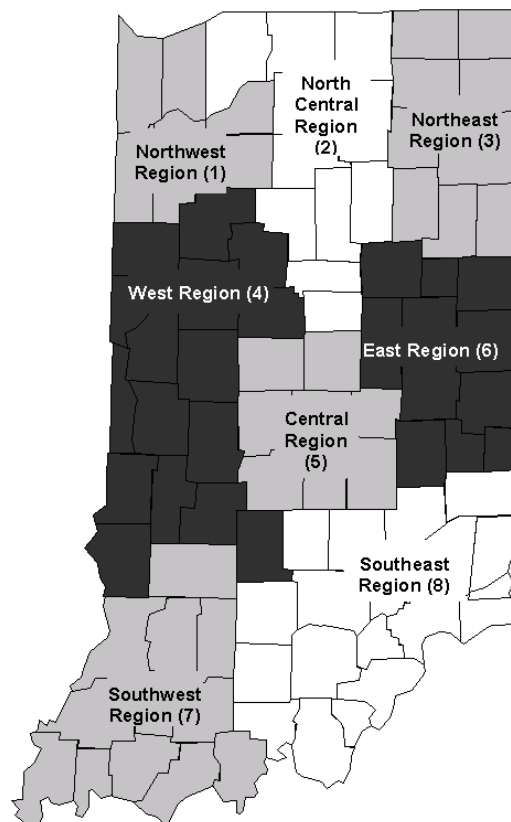 North
Central
Region
(2)
Northeast
Region (3)
Northwest
Region (1)
West Region (4)
East Region (6)
Central
Region
(5)
Southeast
Region (8)
Southwest
Region (7)